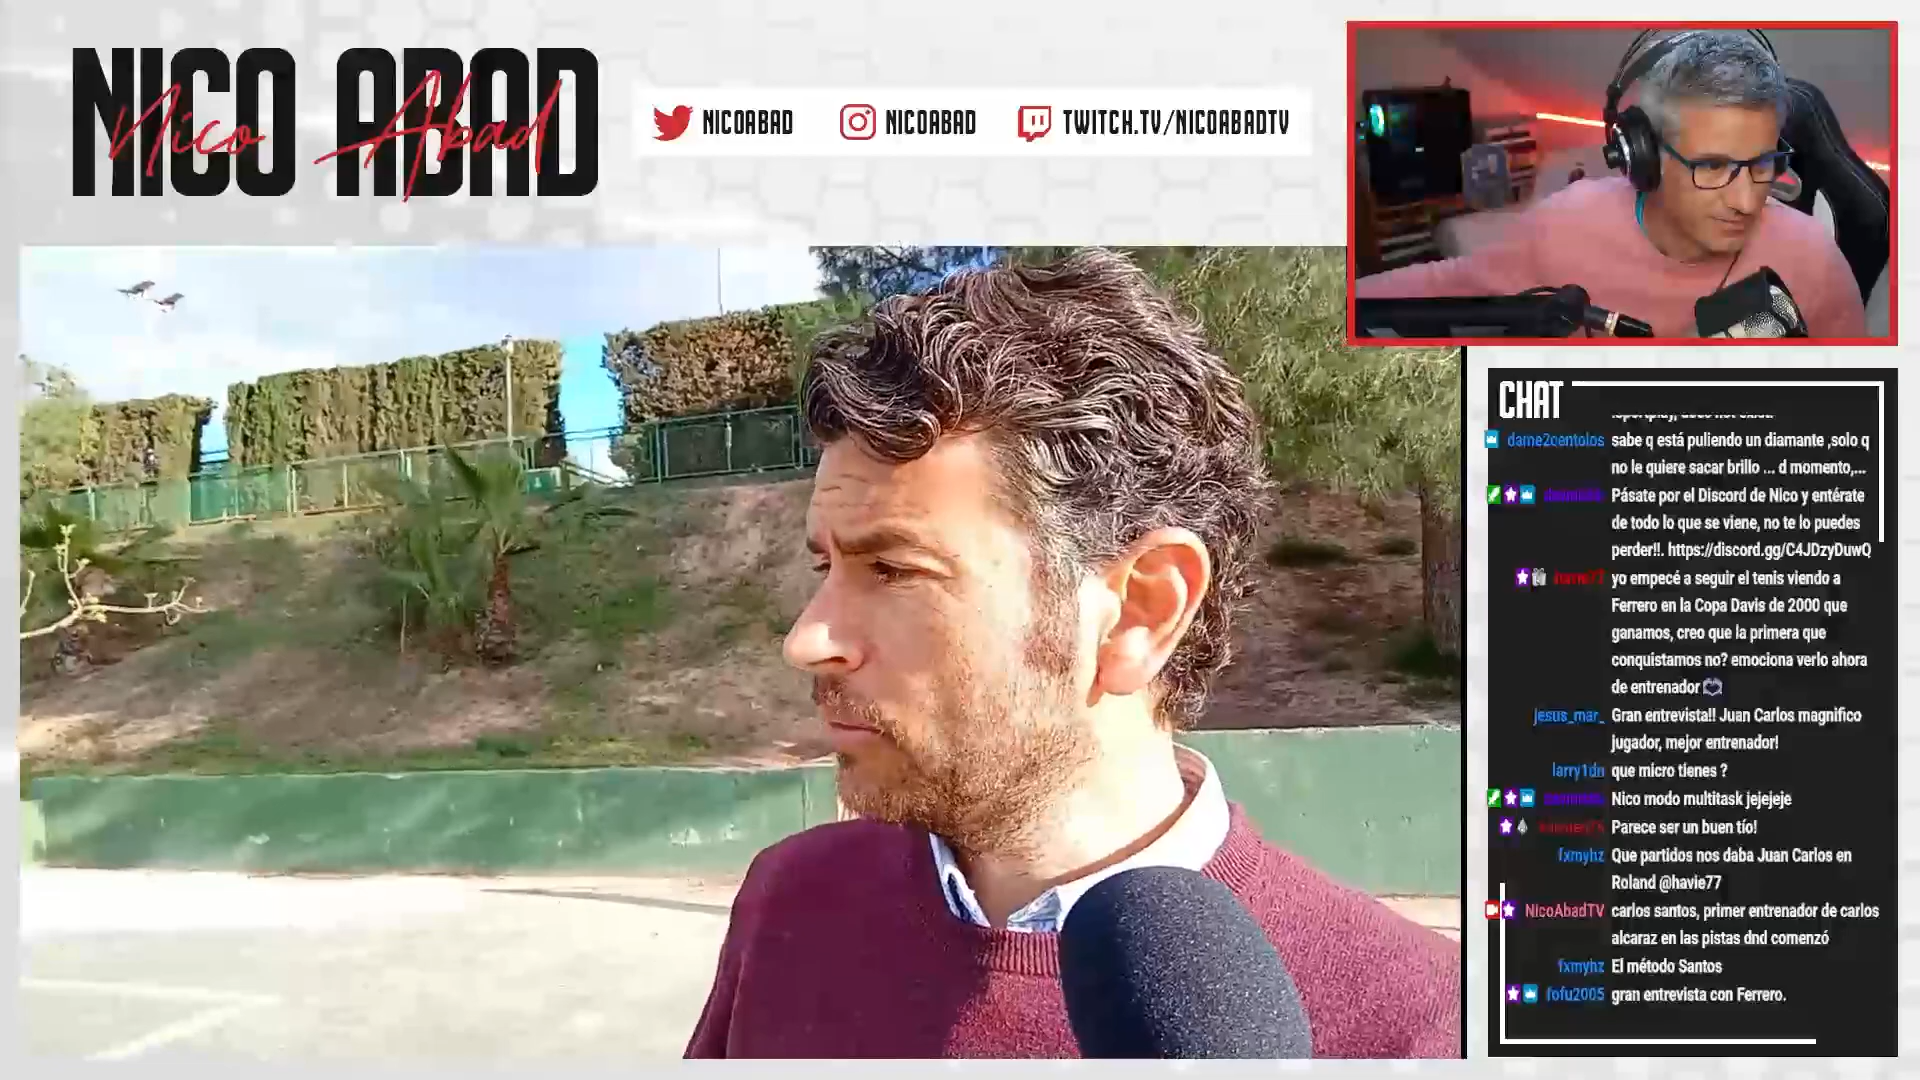 NICO ABAD
Nico Abad
NICOABAD
NICOABAD
TWITCH.TV/NICOABADTV
CHAT
dame2centolos sabe q está puliendo un diamante ,solo q
no le quiere sacar brillo ... d momento,...
Pásate por el Discord de Nico y entérate
de todo lo que se viene, no te lo puedes
perder!!. https://discord.gg/C4JDzyDuwQ
havie77 yo empecé a seguir el tenis viendo a
Ferrero en la Copa Davis de 2000 que
ganamos, creo que la primera que
conquistamos no? emociona verlo ahora
de entrenador
jesus_mar_ Gran entrevista!! Juan Carlos magnifico
jugador, mejor entrenador!
larry1dn que micro tienes ?
Nico modo multitask jejejeje
Parece ser un buen tío!
fxmyhz Que partidos nos daba Juan Carlos en
Roland @havie77
NicoAbadTV carlos santos, primer entrenador de carlos
alcaraz en las pistas dnd comenzó
fxmyhz El método Santos
fofu2005 gran entrevista con Ferrero.